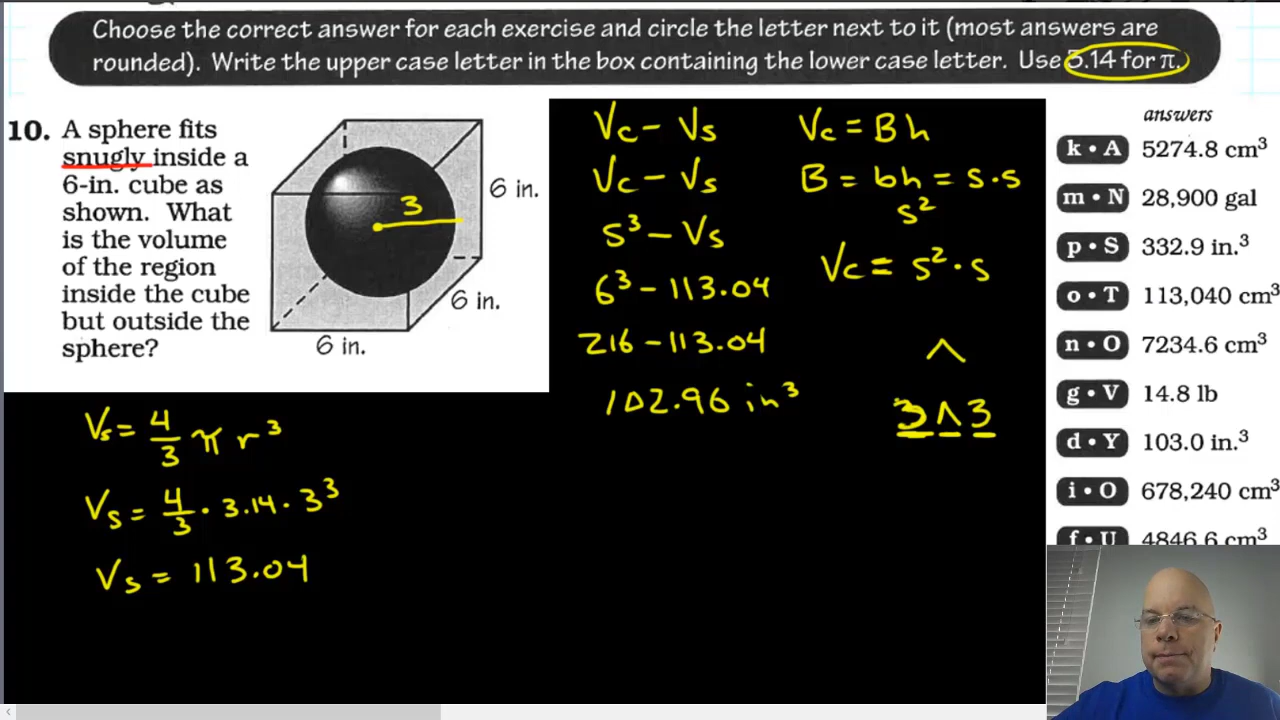 Choose the correct answer for each exercise and circle the letter next to it (most answers are
rounded). Write the upper case letter in the box containing the lower case letter. Use 3.14 for π.
10. A sphere fits
snugly inside a
6-in. cube as
shown. What
is the volume
of the region
inside the cube
but outside the
sphere?
3
6 in.
6 in.
6 in.
Vs = 4/3 π r³
Vs = 4/3 · 3.14 · 3³
Vs = 113.04
Vc – Vs
Vc – Vs
s³ – Vs
6³ – 113.04
216 – 113.04
102.96 in³
Vc = Bh
B = bh = s·s
s²
Vc = s² · s
^
3^3
answers
k • A 5274.8 cm³
m • N 28,900 gal
p • S 332.9 in.³
o • T 113,040 cm³
n • O 7234.6 cm³
g • V 14.8 lb
d • Y 103.0 in.³
i • O 678,240 cm³
f • U 4846.6 cm³